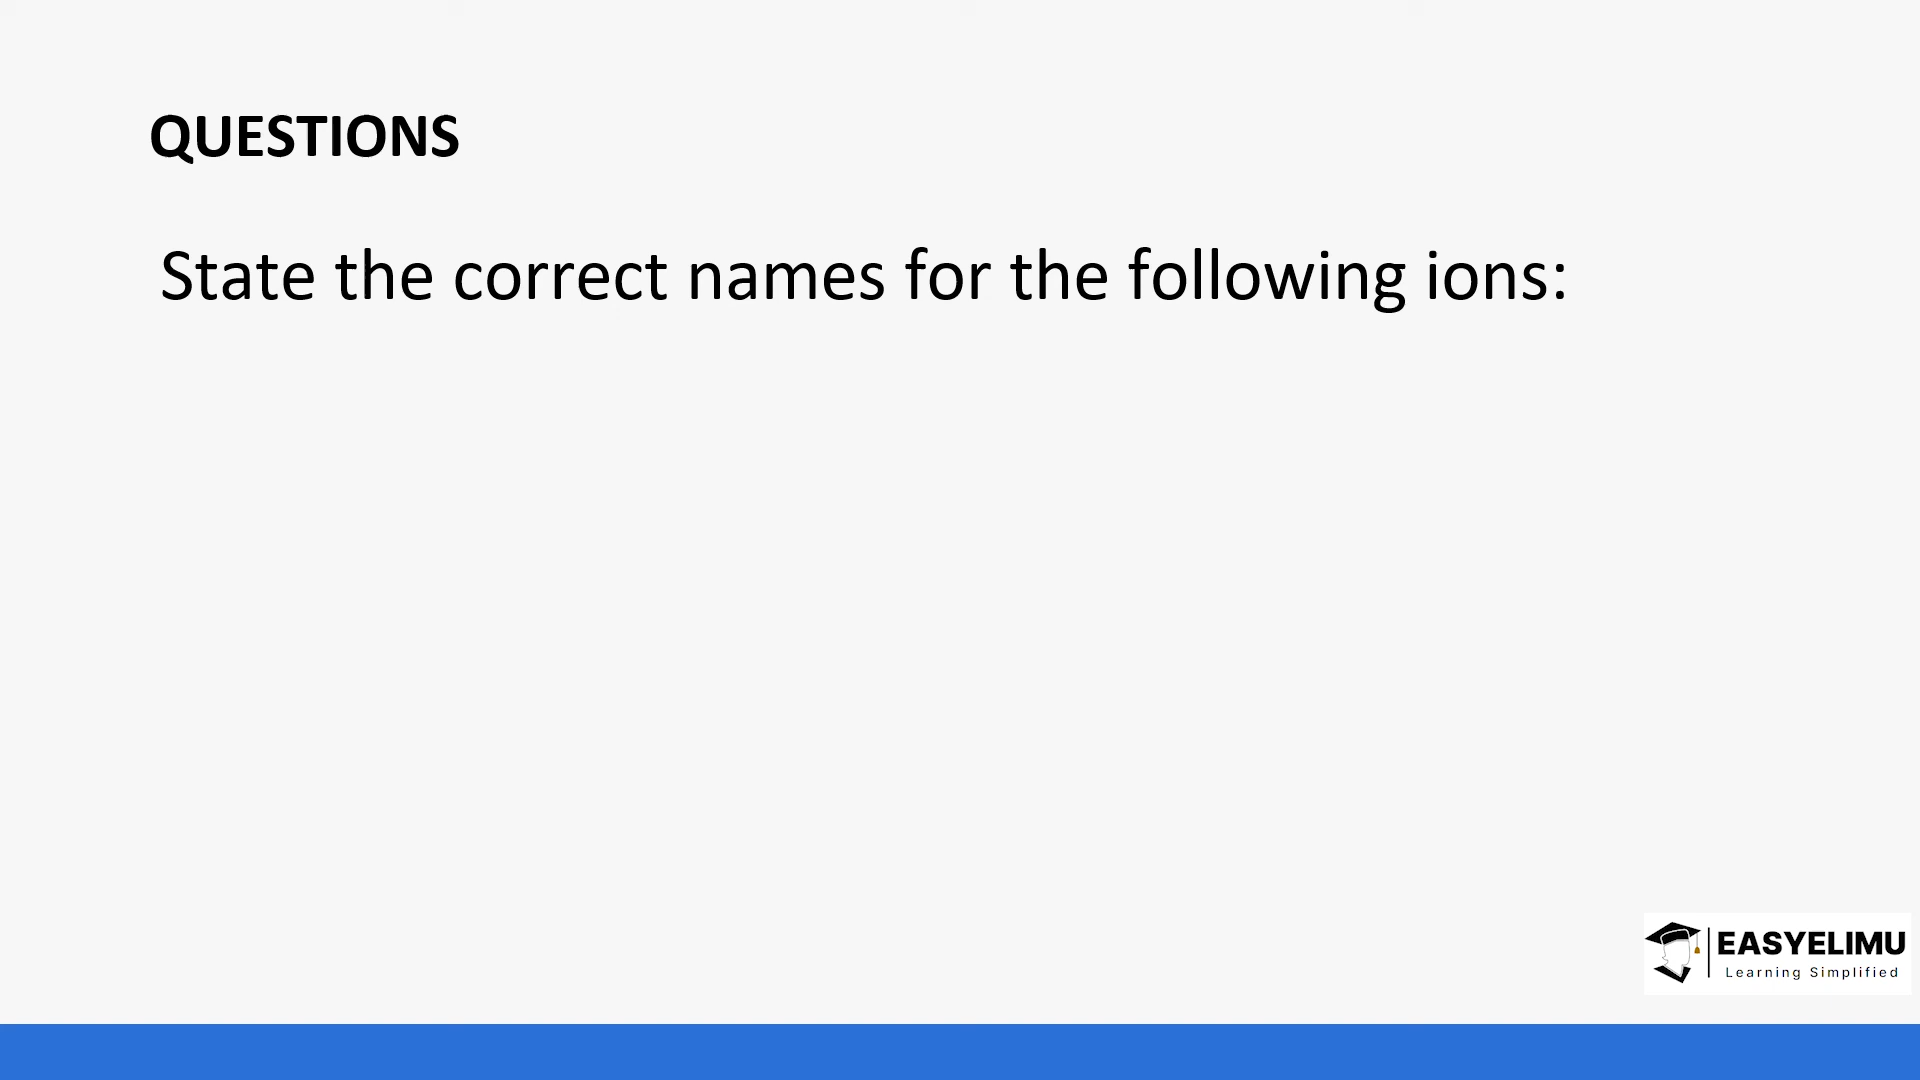 QUESTIONS
State the correct names for the following ions:
EASYELIMU
Learning Simplified